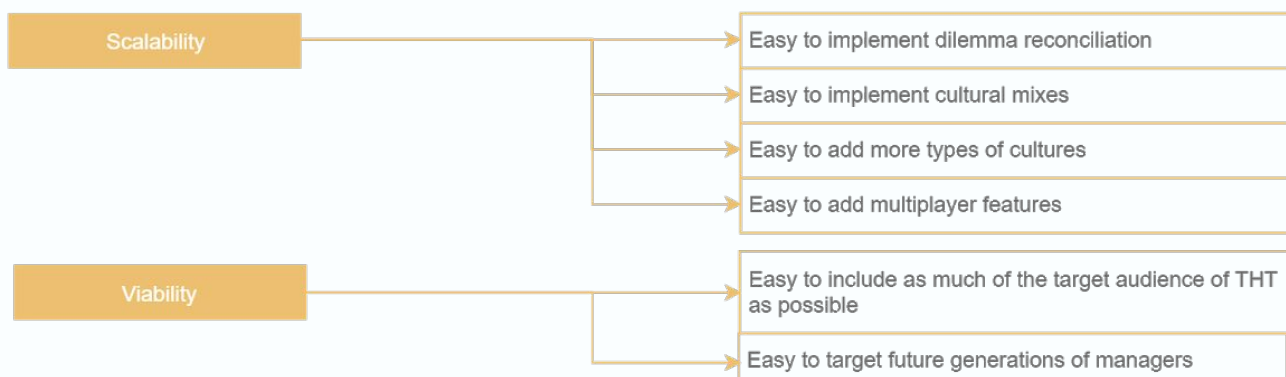 Scalability
Easy to implement dilemma reconciliation
Easy to implement cultural mixes
Easy to add more types of cultures
Easy to add multiplayer features
Viability
Easy to include as much of the target audience of THT
as possible
Easy to target future generations of managers